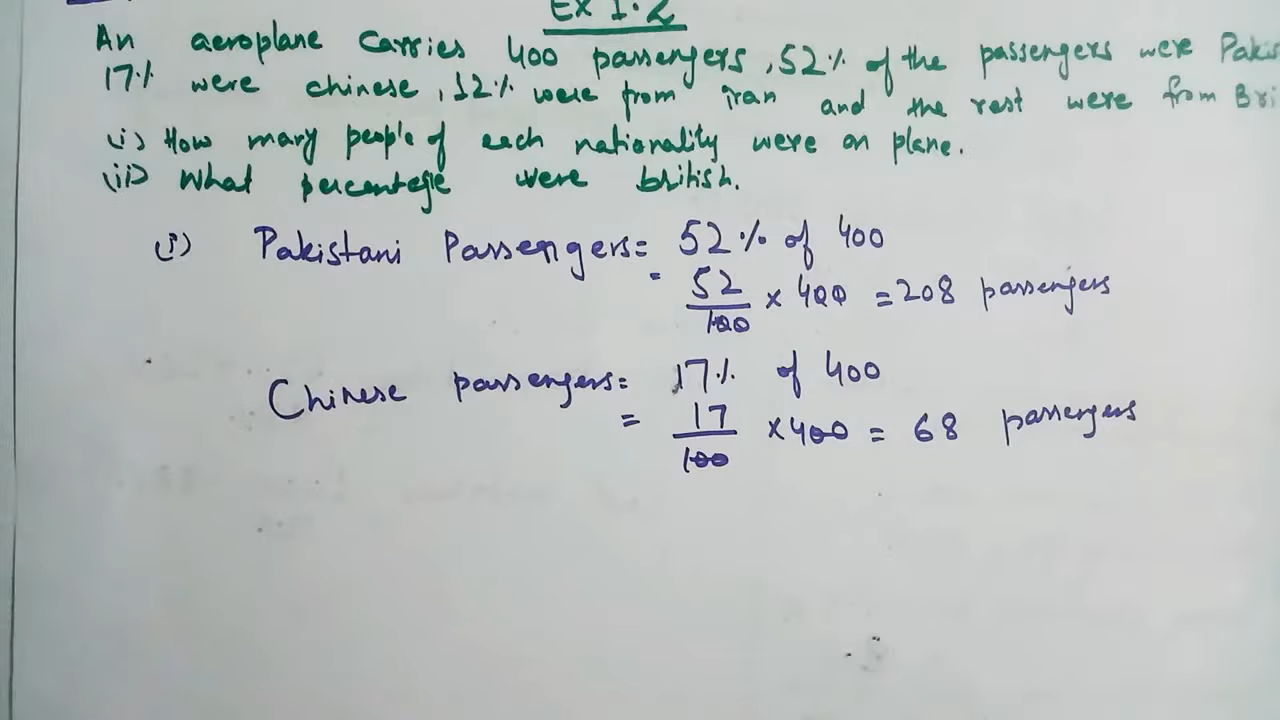 Ex 1.2
An aeroplane carries 400 passengers, 52% of the passengers were Pakis
17% were chinese, 12% were from iran and the rest were from Bri
(i) How many people of each nationality were on plane.
(ii) What percentage were british.
(i) Pakistani Passengers = 52% of 400
= 52/100 × 400 = 208 passengers
Chinese passengers = 17% of 400
= 17/100 × 400 = 68 passengers